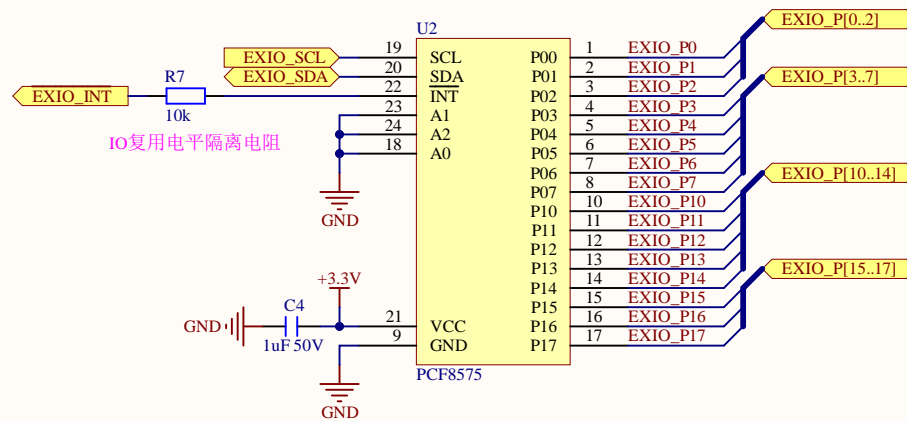 U2
EXIO_SCL 19 SCL P00 1 EXIO_P0 EXIO_P[0..2]
EXIO_SDA 20 SDA P01 2 EXIO_P1
R7
EXIO_INT 22 INT P02 3 EXIO_P2 EXIO_P[3..7]
10k 23 A1 P03 4 EXIO_P3
IO复用电平隔离电阻 24 A2 P04 5 EXIO_P4
18 A0 P05 6 EXIO_P5
P06 7 EXIO_P6 EXIO_P[10..14]
P07 8 EXIO_P7
GND P10 10 EXIO_P10
P11 11 EXIO_P11
P12 12 EXIO_P12
P13 13 EXIO_P13 EXIO_P[15..17]
+3.3V P14 14 EXIO_P14
C4 P15 15 EXIO_P15
GND 21 VCC P16 16 EXIO_P16
1uF 50V 9 GND P17 17 EXIO_P17
PCF8575
GND